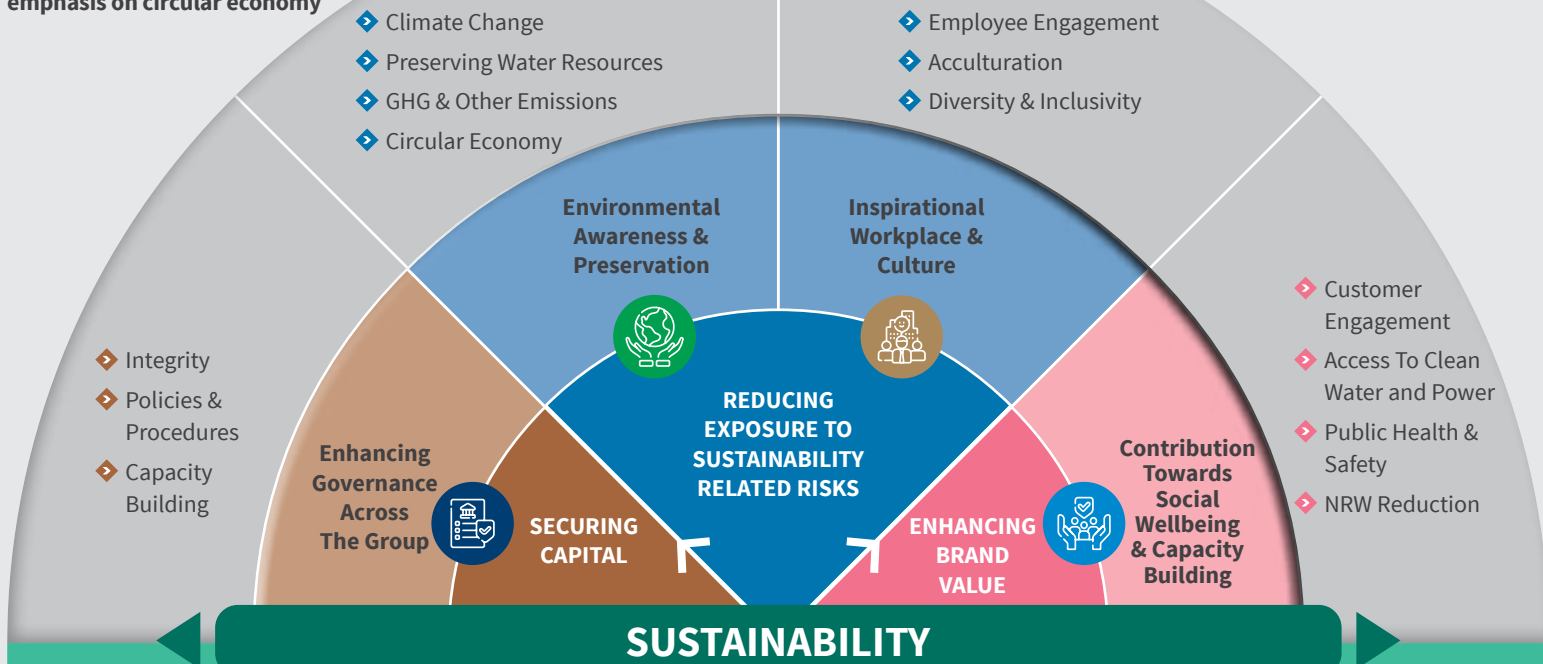 emphasis on circular economy
Climate Change
Preserving Water Resources
GHG & Other Emissions
Circular Economy
Employee Engagement
Acculturation
Diversity & Inclusivity
Environmental
Awareness &
Preservation
Inspirational
Workplace &
Culture
Integrity
Policies &
Procedures
Capacity
Building
Enhancing
Governance
Across
The Group
SECURING
CAPITAL
REDUCING
EXPOSURE TO
SUSTAINABILITY
RELATED RISKS
ENHANCING
BRAND
VALUE
Contribution
Towards
Social
Wellbeing
& Capacity
Building
Customer
Engagement
Access To Clean
Water and Power
Public Health &
Safety
NRW Reduction
SUSTAINABILITY